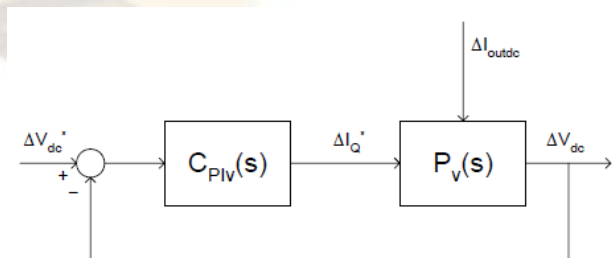 ΔI_outdc
ΔV_dc*
+
−
C_PIv(s)
ΔI_Q*
P_v(s)
ΔV_dc